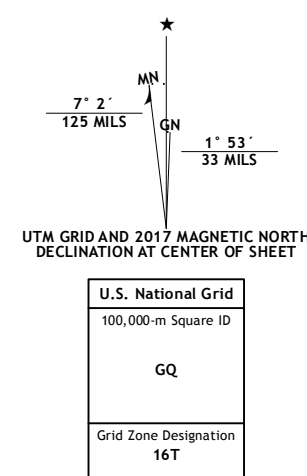 ★
MN
7° 2´
125 MILS
GN
1° 53´
33 MILS
UTM GRID AND 2017 MAGNETIC NORTH
DECLINATION AT CENTER OF SHEET
U.S. National Grid
100,000-m Square ID
GQ
Grid Zone Designation
16T